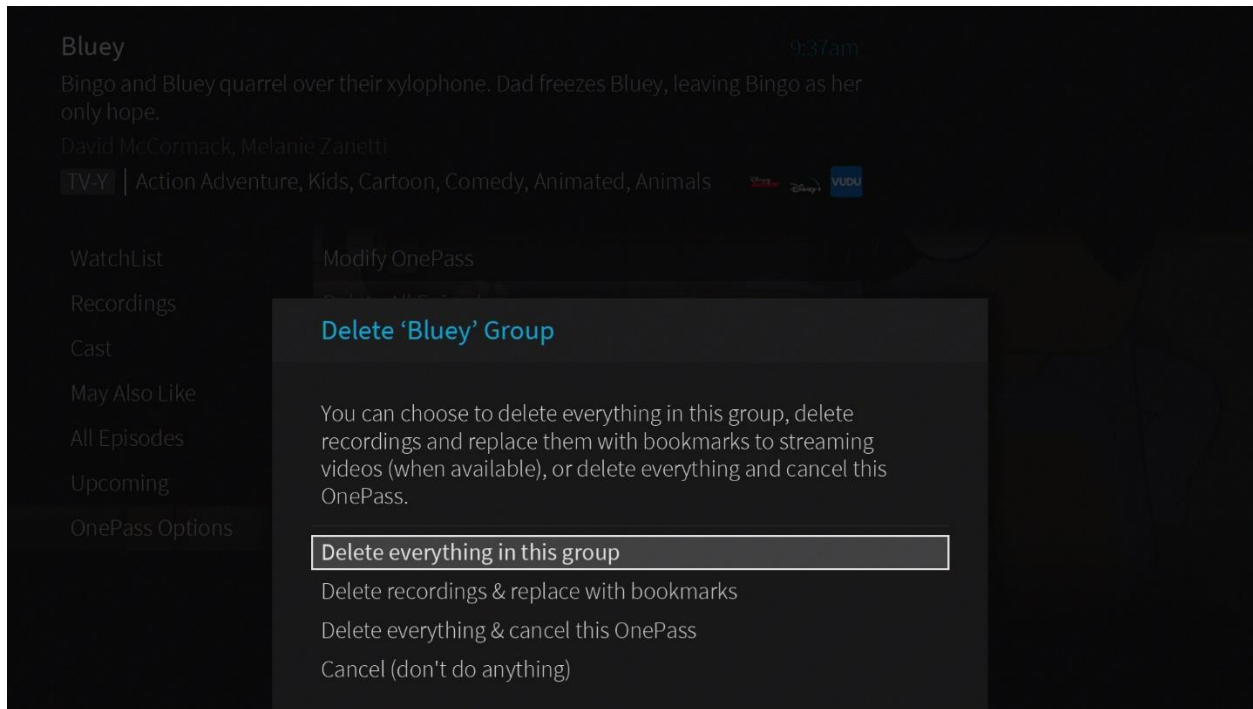 Bluey
9:37am
Bingo and Bluey quarrel over their xylophone. Dad freezes Bluey, leaving Bingo as her
only hope.
David McCormack, Melanie Zanetti
TV-Y | Action Adventure, Kids, Cartoon, Comedy, Animated, Animals
Disney+
VUDU
WatchList
Modify OnePass
Recordings
Cast
May Also Like
All Episodes
Upcoming
OnePass Options
Delete ‘Bluey’ Group
You can choose to delete everything in this group, delete
recordings and replace them with bookmarks to streaming
videos (when available), or delete everything and cancel this
OnePass.
Delete everything in this group
Delete recordings & replace with bookmarks
Delete everything & cancel this OnePass
Cancel (don't do anything)